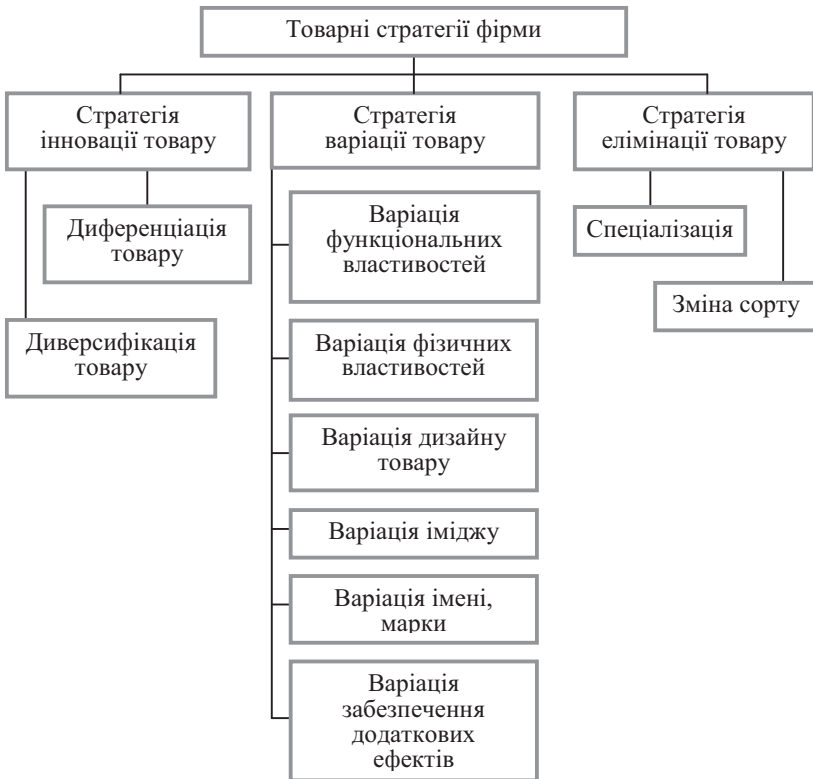 Товарні стратегії фірми
Стратегія
інновації товару
Стратегія
варіації товару
Стратегія
елімінації товару
Диференціація
товару
Диверсифікація
товару
Варіація
функціональних
властивостей
Варіація фізичних
властивостей
Варіація дизайну
товару
Варіація іміджу
Варіація імені,
марки
Варіація
забезпечення
додаткових
ефектів
Спеціалізація
Зміна сорту